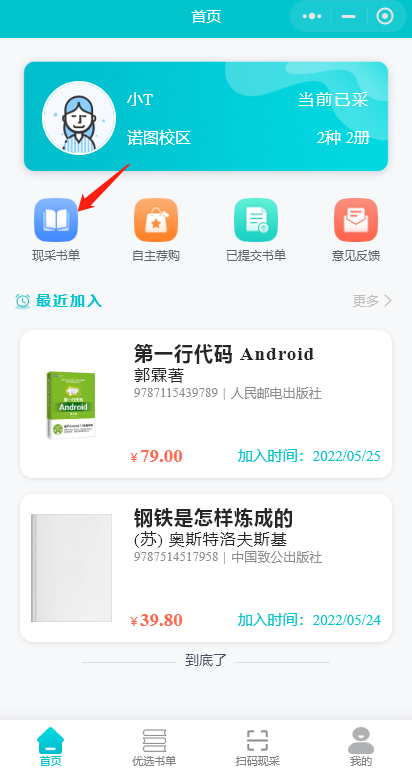 首页
小T
当前已采
诺图校区
2种 2册
现采书单
自主荐购
已提交书单
意见反馈
最近加入
更多
第一行代码 Android
郭霖著
9787115439789 | 人民邮电出版社
第一行代码
Android
¥79.00
加入时间：2022/05/25
钢铁是怎样炼成的
(苏) 奥斯特洛夫斯基
9787514517958 | 中国致公出版社
¥39.80
加入时间：2022/05/24
到底了
首页
优选书单
扫码现采
我的